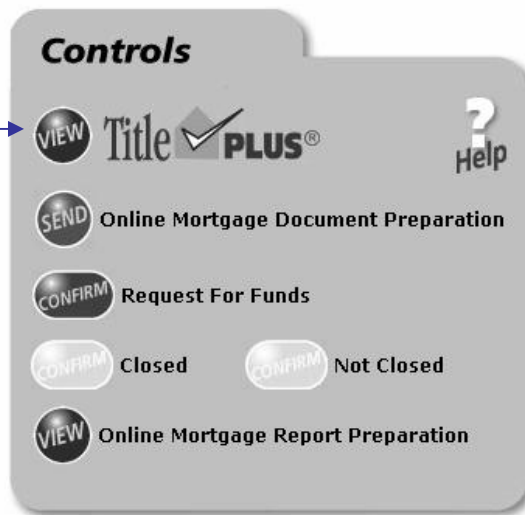 Controls
VIEW Title PLUS®
? Help
SEND Online Mortgage Document Preparation
CONFIRM Request For Funds
CONFIRM Closed CONFIRM Not Closed
VIEW Online Mortgage Report Preparation